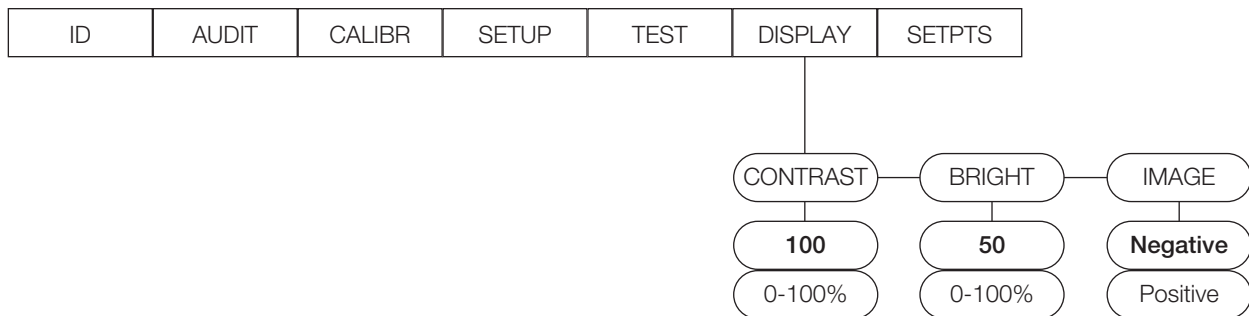 ID AUDIT CALIBR SETUP TEST DISPLAY SETPTS
CONTRAST BRIGHT IMAGE
100 50 Negative
0-100% 0-100% Positive